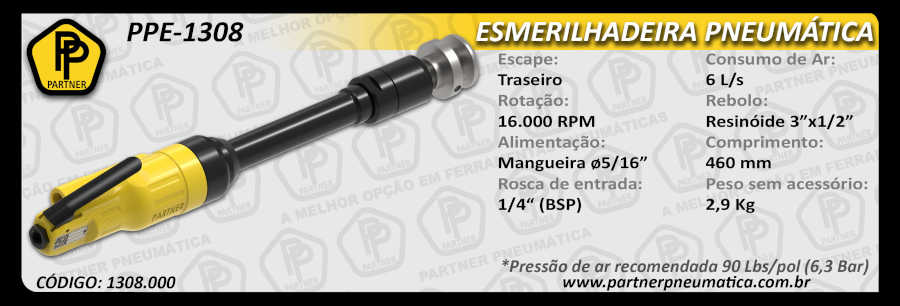 PPE-1308
ESMERILHADEIRA PNEUMÁTICA
PP
PARTNER
Escape:
Traseiro
Rotação:
16.000 RPM
Alimentação:
Mangueira ø5/16”
Rosca de entrada:
1/4“ (BSP)
Consumo de Ar:
6 L/s
Rebolo:
Resinóide 3”x1/2”
Comprimento:
460 mm
Peso sem acessório:
2,9 Kg
PARTNER
CÓDIGO: 1308.000
*Pressão de ar recomendada 90 Lbs/pol (6,3 Bar)
www.partnerpneumatica.com.br